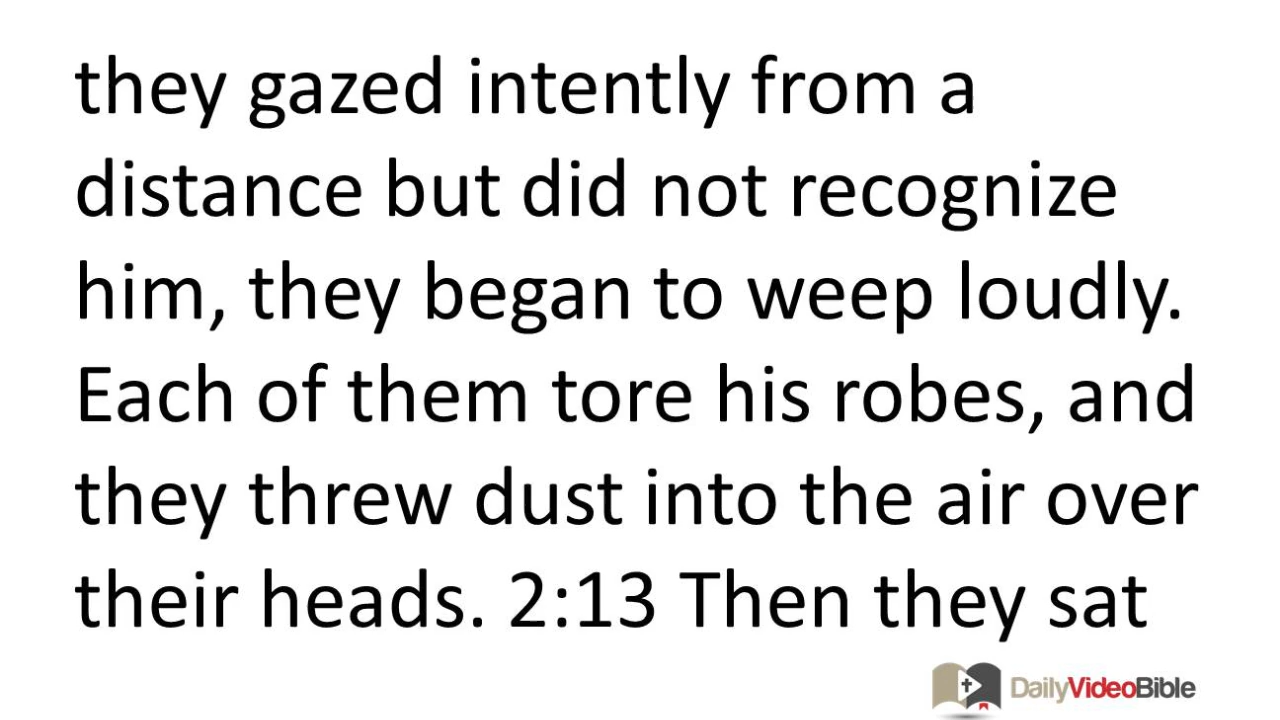 they gazed intently from a
distance but did not recognize
him, they began to weep loudly.
Each of them tore his robes, and
they threw dust into the air over
their heads. 2:13 Then they sat
DailyVideoBible